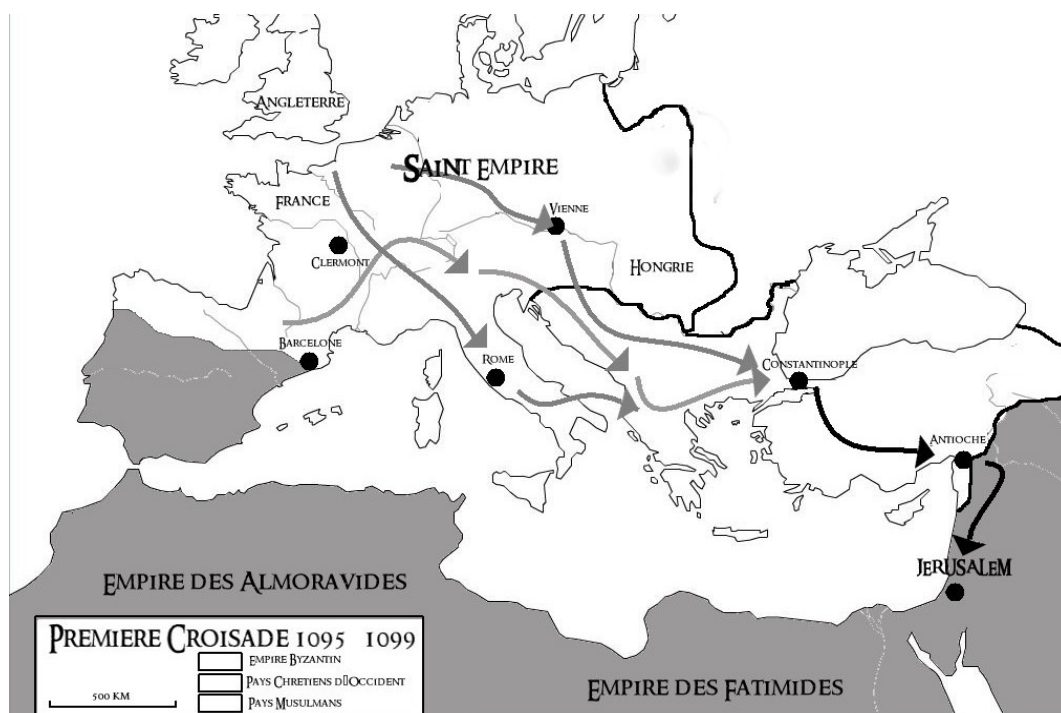 ANGLETERRE
SAINT EMPIRE
FRANCE
VIENNE
CLERMONT
HONGRIE
BARCELONE
ROME
CONSTANTINOPLE
ANTIOCHE
JERUSALEM
EMPIRE DES ALMORAVIDES
EMPIRE DES FATIMIDES
PREMIERE CROISADE 1095 1099
EMPIRE BYZANTIN
PAYS CHRETIENS D▯OCCIDENT
PAYS MUSULMANS
500 KM